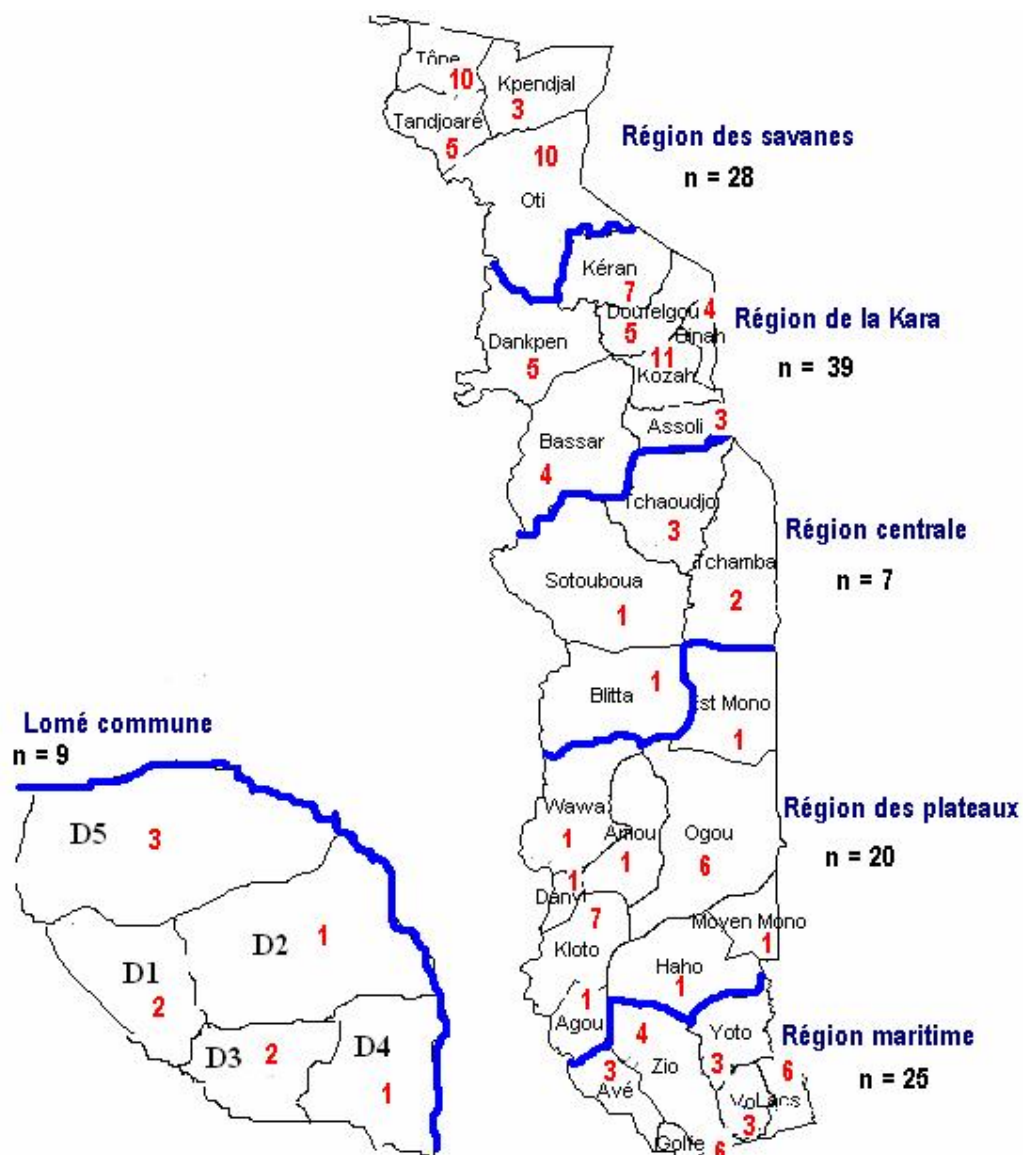 Tône
10
Kpendjal
3
Tandjoaré
5
10
Oti
Région des savanes
n = 28
Kéran
7
Doufelgou
5
4
Binah
11
Kozah
Dankpen
5
Région de la Kara
n = 39
Assoli
3
Bassar
4
Tchaoudjo
3
Tchamba
2
Région centrale
n = 7
Sotouboua
1
Blitta
1
Est Mono
1
Lomé commune
n = 9
D5
3
D2
1
D1
2
D3
2
D4
1
Wawa
1
Amou
1
Ogou
6
Région des plateaux
n = 20
1
Danyi
7
Kloto
Moyen Mono
1
Haho
1
1
Agou
4
Zio
Yoto
3
Région maritime
n = 25
3
Avé
6
Lacs
Vo
3
Golfe
6